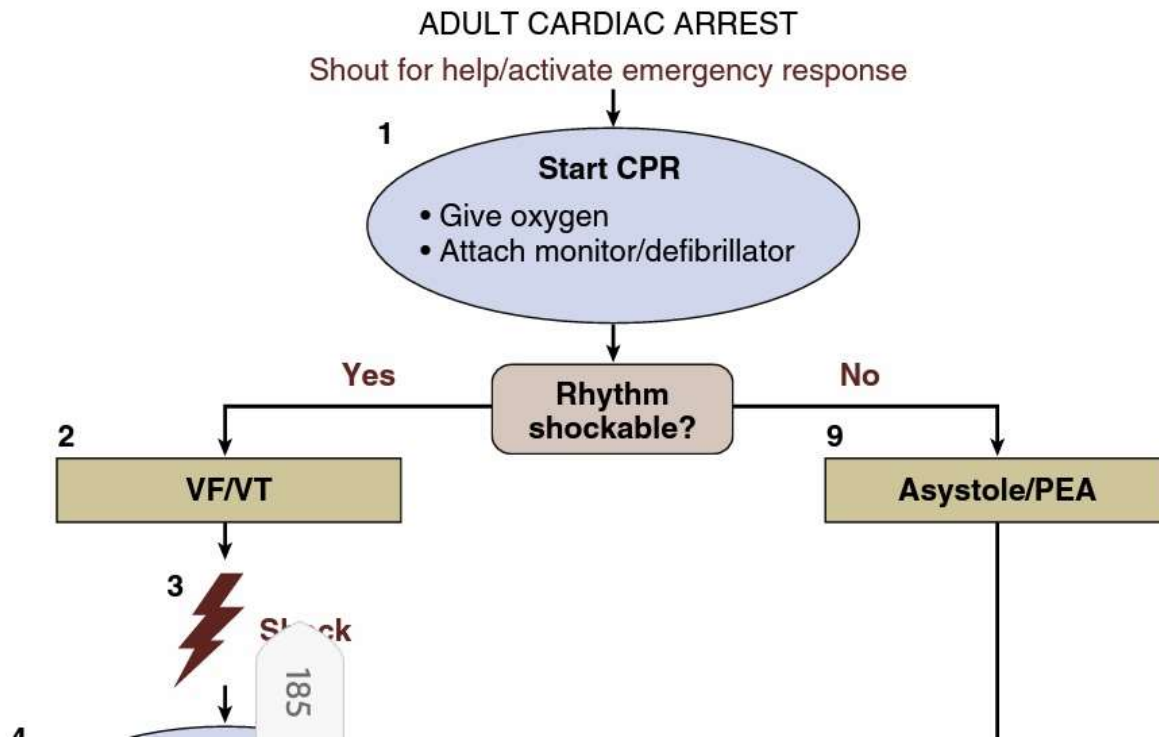 ADULT CARDIAC ARREST
Shout for help/activate emergency response
1
Start CPR
• Give oxygen
• Attach monitor/defibrillator
Yes
Rhythm
shockable?
No
2
VF/VT
9
Asystole/PEA
3
185
4